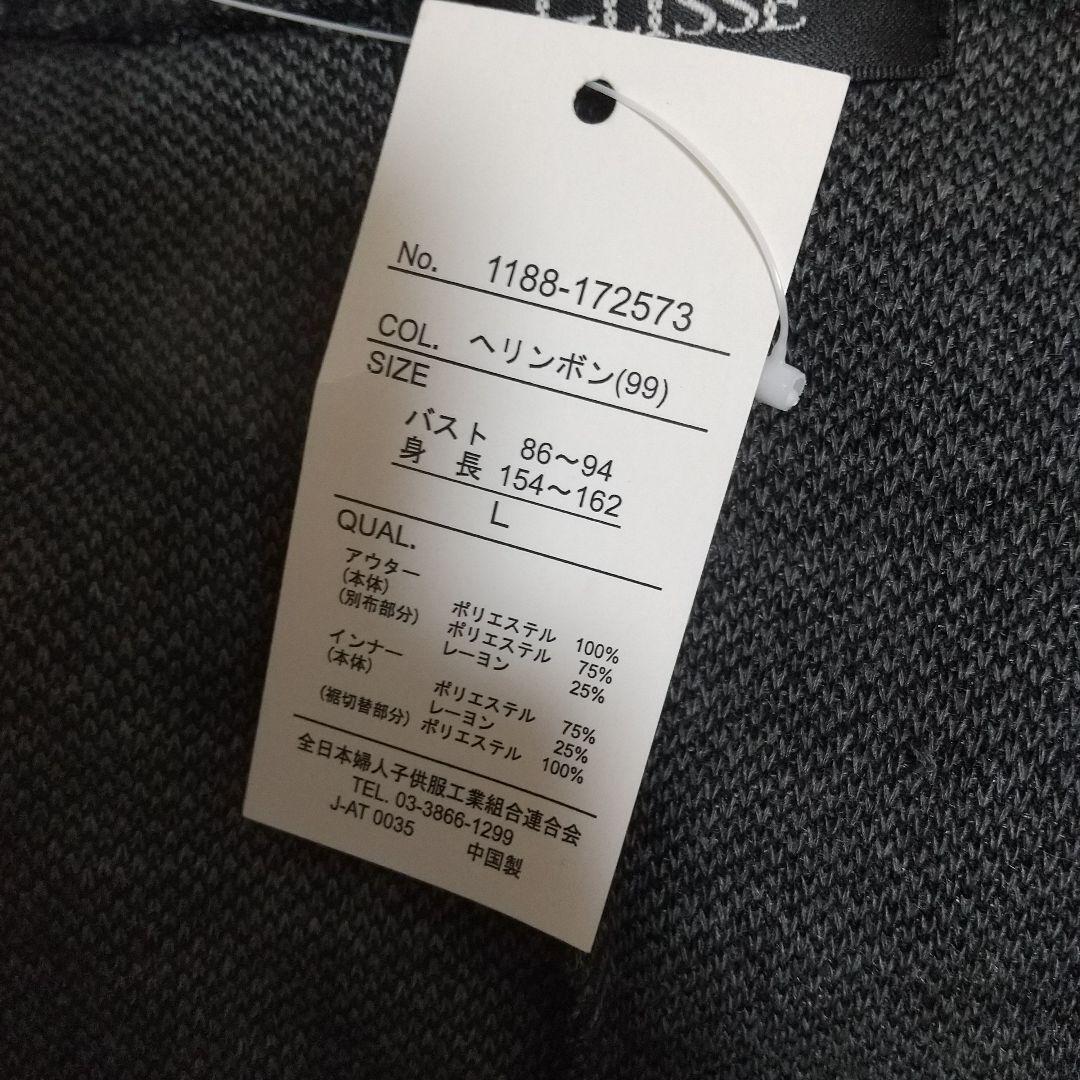 LISSE
No. 1188-172573
COL. ヘリンボン(99)
SIZE
バスト 86～94
身長 154～162
L
QUAL.
アウター
(本体) ポリエステル 100%
(別布部分) ポリエステル 75%
レーヨン 25%
インナー
(本体) ポリエステル 75%
レーヨン 25%
(裾切替部分) ポリエステル 100%
全日本婦人子供服工業組合連合会
TEL. 03-3866-1299
J-AT 0035
中国製